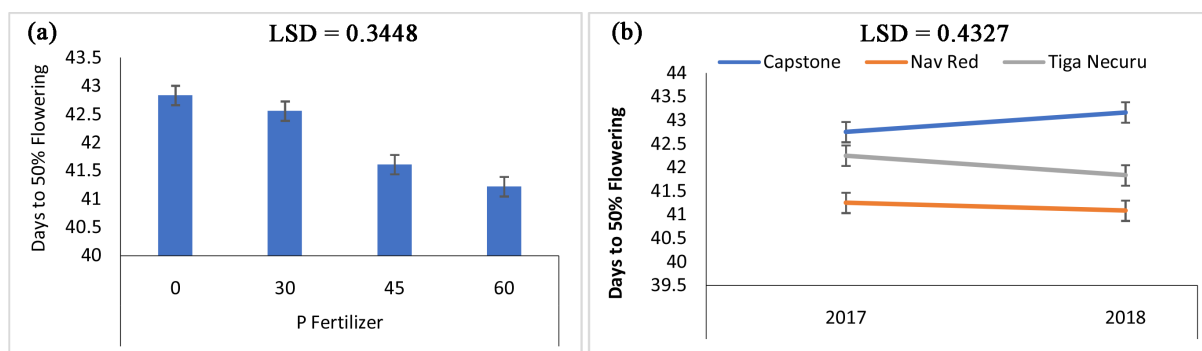 (a)
LSD = 0.3448
Days to 50% Flowering
43.5
43
42.5
42
41.5
41
40.5
40
0 30 45 60
P Fertilizer
(b)
LSD = 0.4327
Capstone Nav Red Tiga Necuru
Days to 50% Flowering
44
43.5
43
42.5
42
41.5
41
40.5
40
39.5
2017 2018